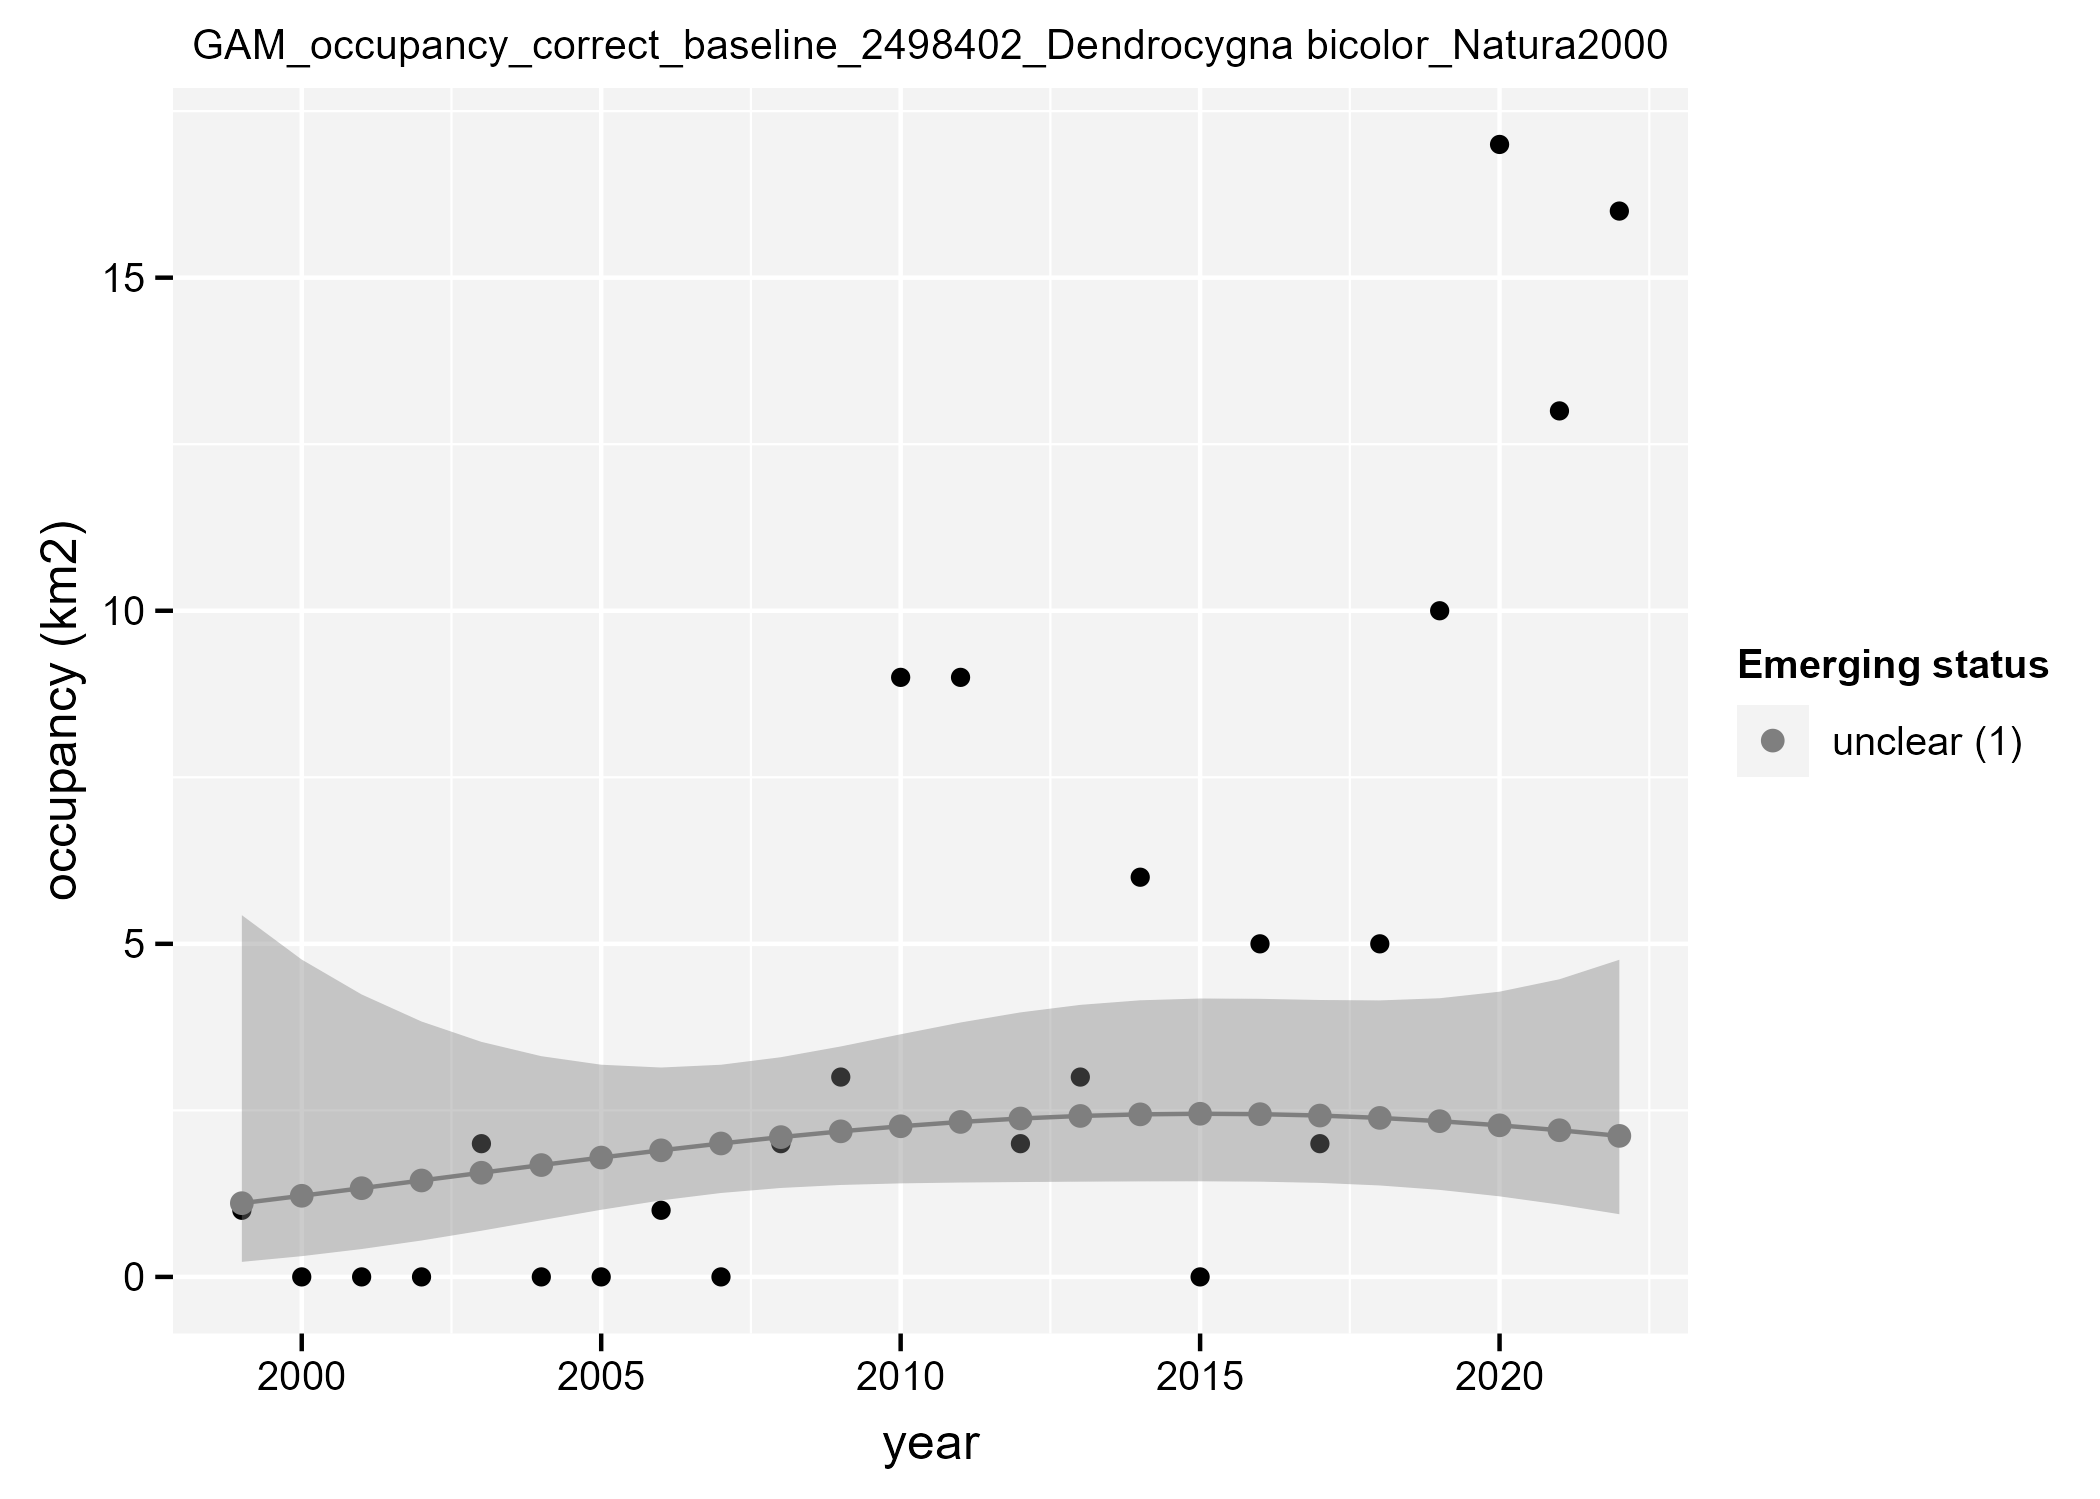 GAM_occupancy_correct_baseline_2498402_Dendrocygna bicolor_Natura2000
occupancy (km2)
15
10
5
0
2000 2005 2010 2015 2020
year
Emerging status
unclear (1)